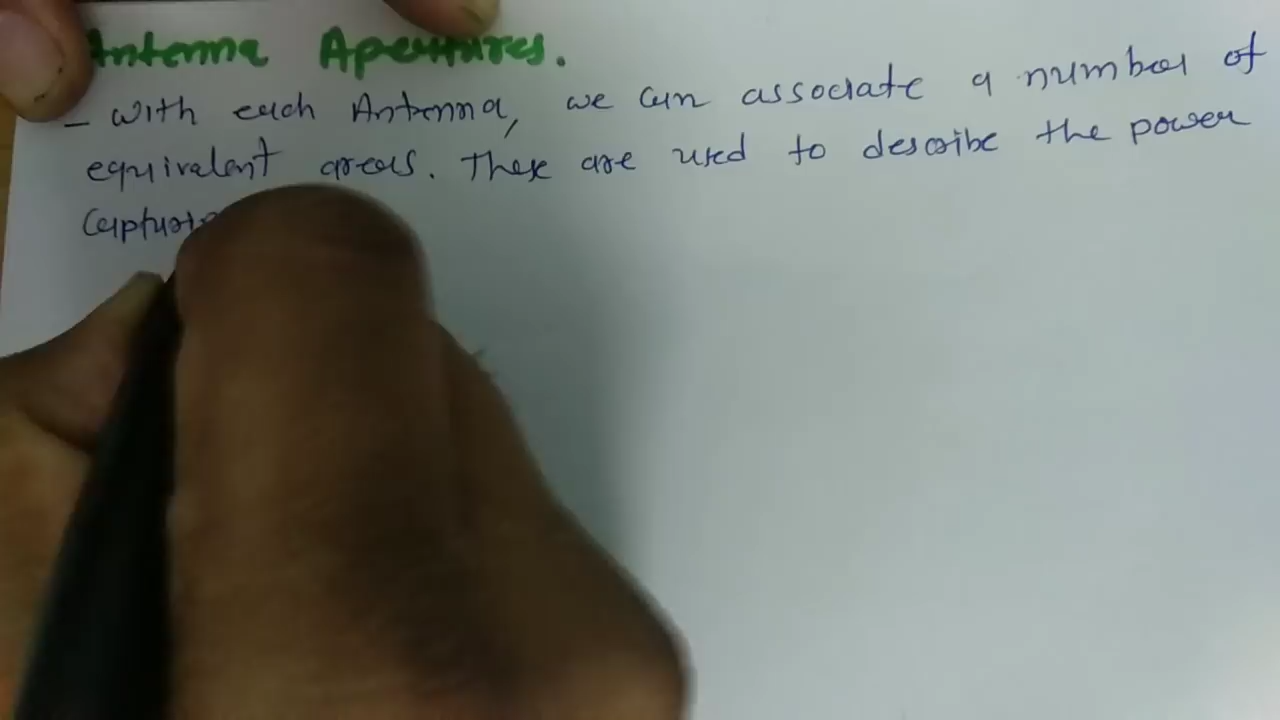 Antenna Apertures.
- With each Antenna, we can associate a number of
equivalent areas. These are used to describe the power